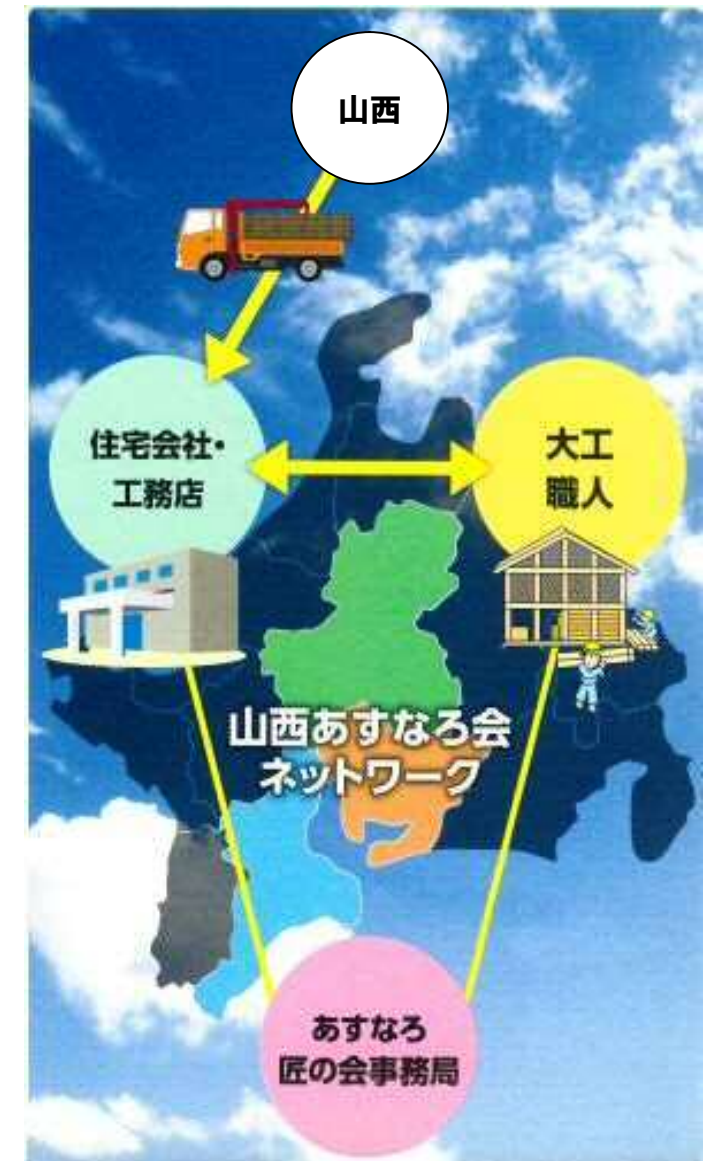 山西
住宅会社・
工務店
大工
職人
山西あすなろ会
ネットワーク
あすなろ
匠の会事務局